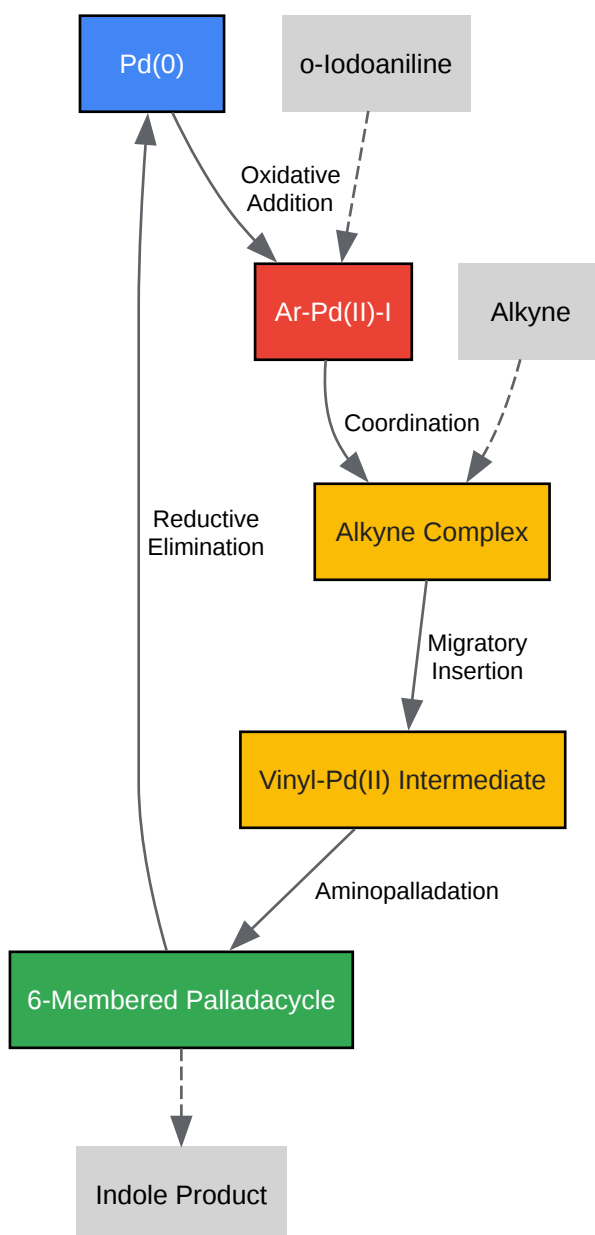 Pd(0)
o-Iodoaniline
Oxidative
Addition
Ar-Pd(II)-I
Alkyne
Coordination
Alkyne Complex
Reductive
Elimination
Migratory
Insertion
Vinyl-Pd(II) Intermediate
Aminopalladation
6-Membered Palladacycle
Indole Product